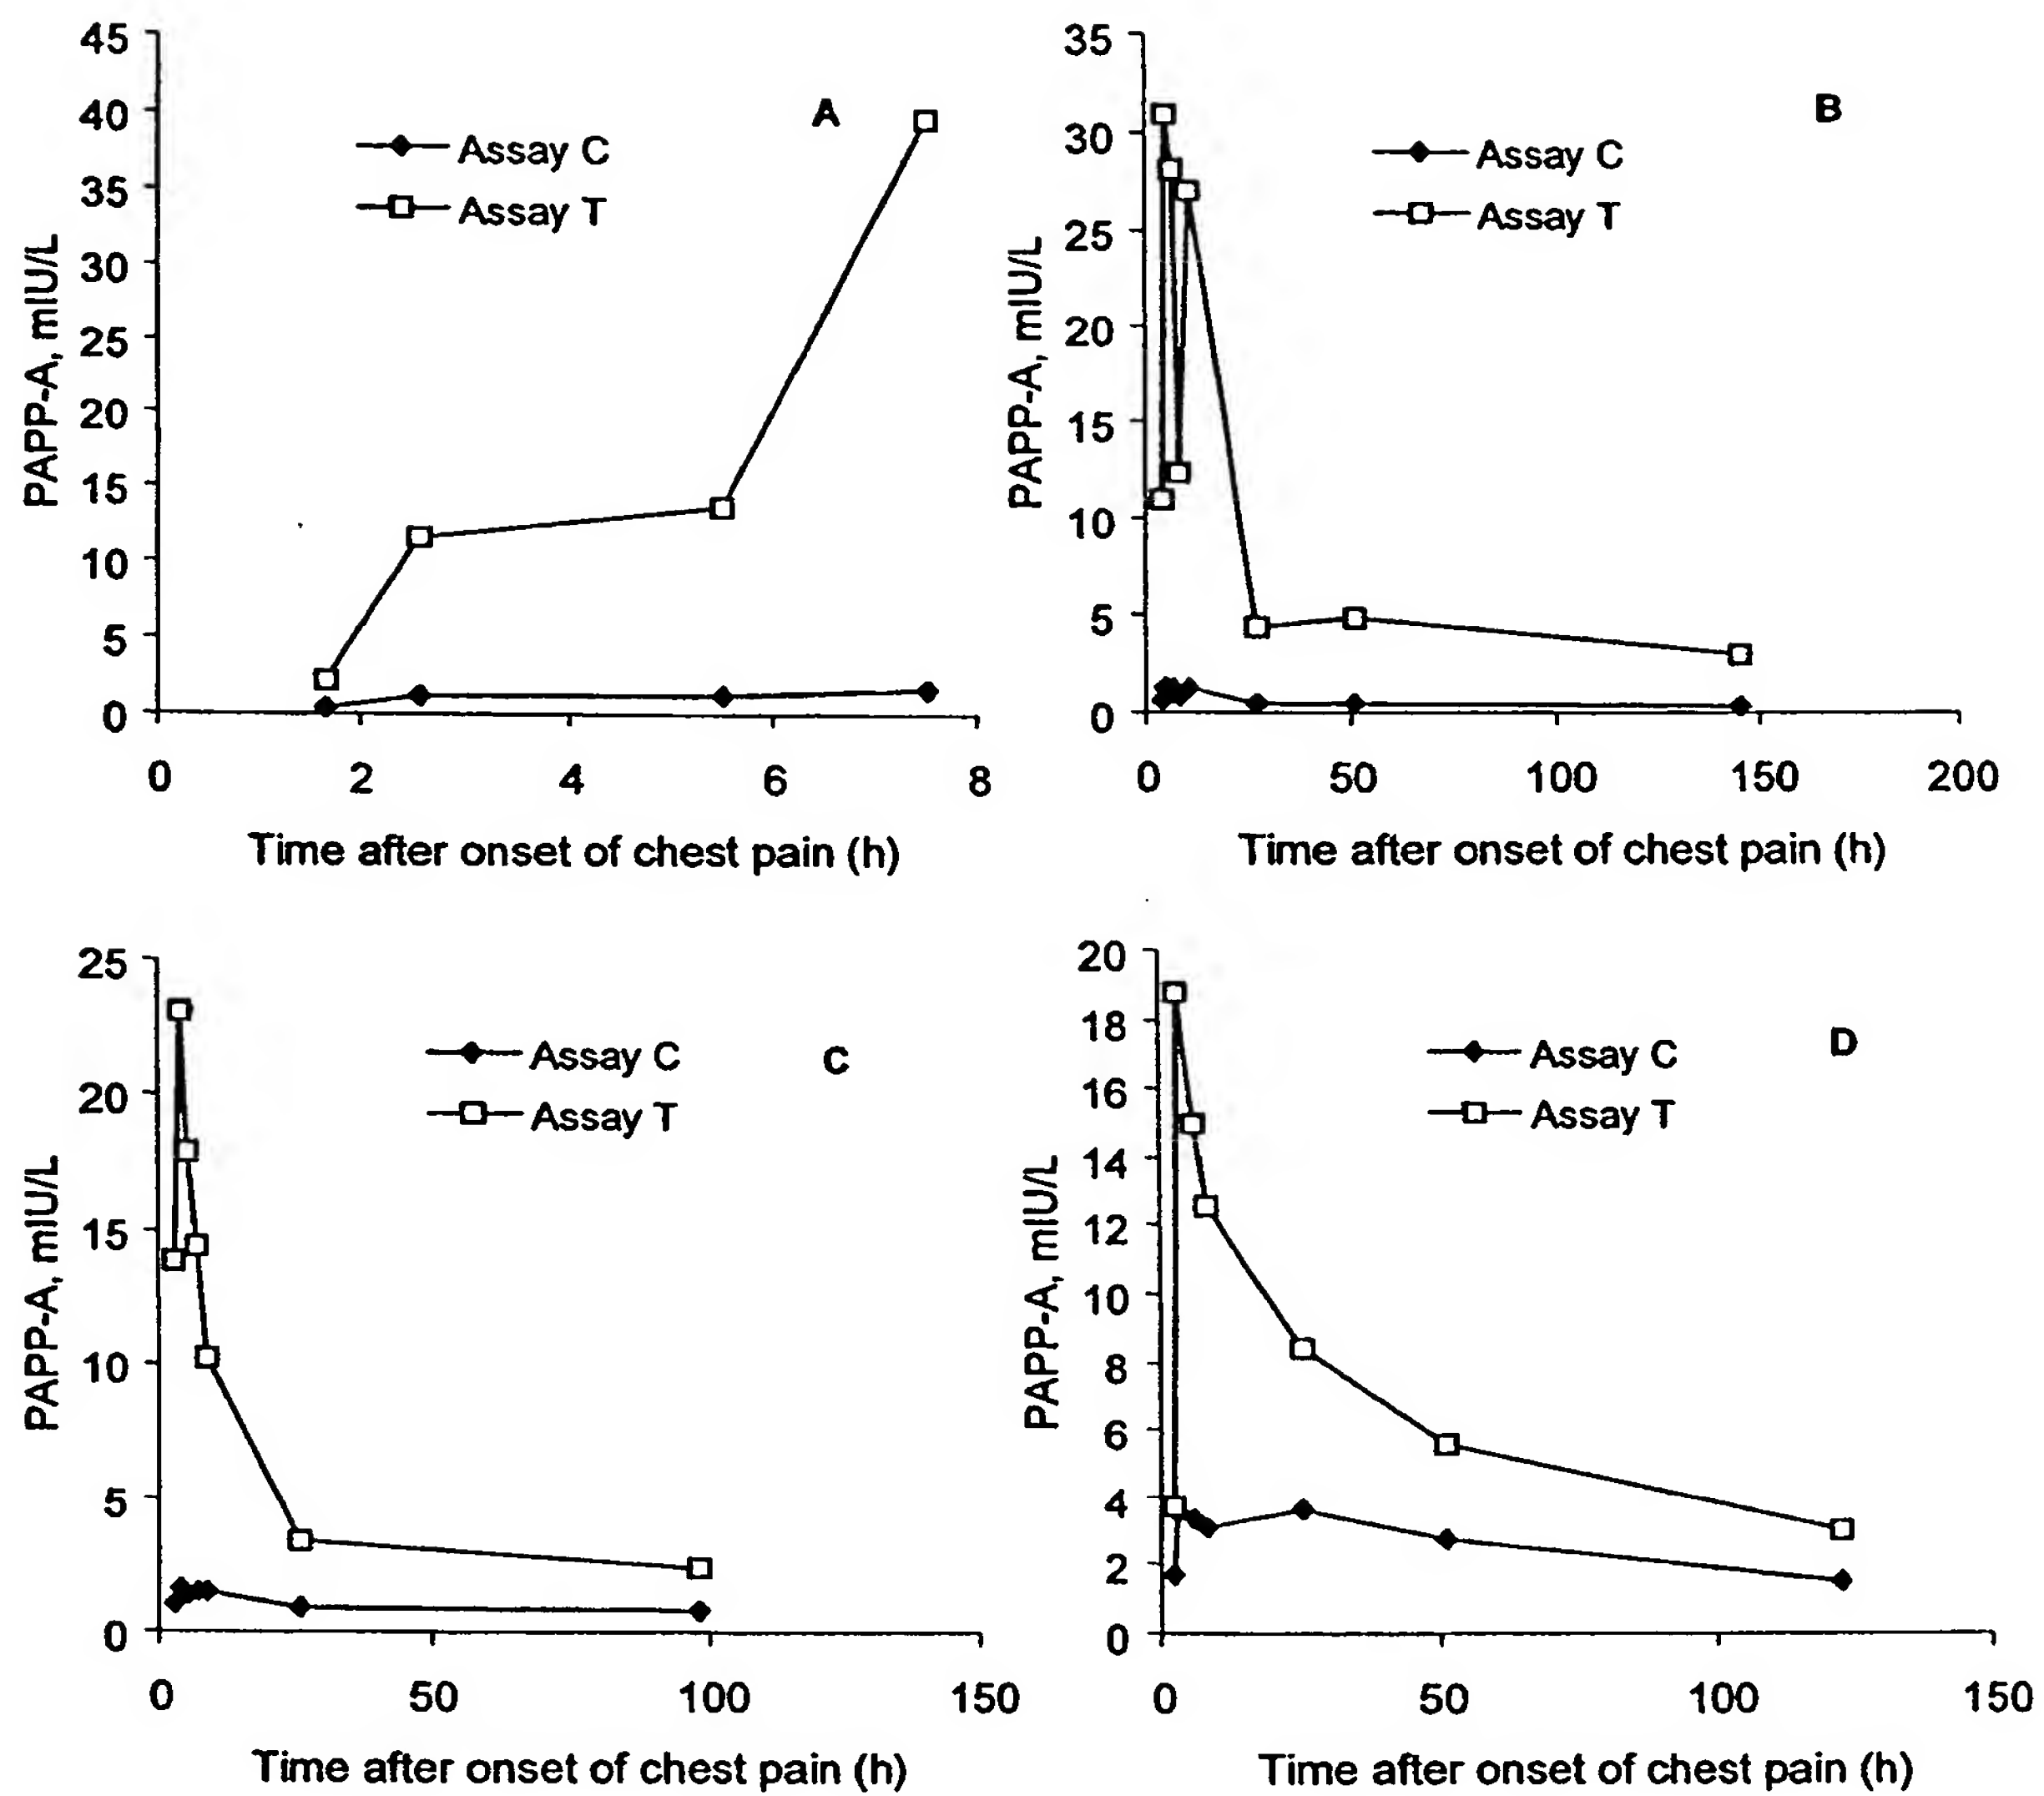 45
40
35
30
25
20
15
10
5
0
PAPP-A, mIU/L
A
Assay C
Assay T
0 2 4 6 8
Time after onset of chest pain (h)
35
30
25
20
15
10
5
0
PAPP-A, mIU/L
B
Assay C
Assay T
0 50 100 150 200
Time after onset of chest pain (h)
25
20
15
10
5
0
PAPP-A, mIU/L
Assay C
Assay T
C
0 50 100 150
Time after onset of chest pain (h)
20
18
16
14
12
10
8
6
4
2
0
PAPP-A, mIU/L
Assay C
Assay T
D
0 50 100 150
Time after onset of chest pain (h)